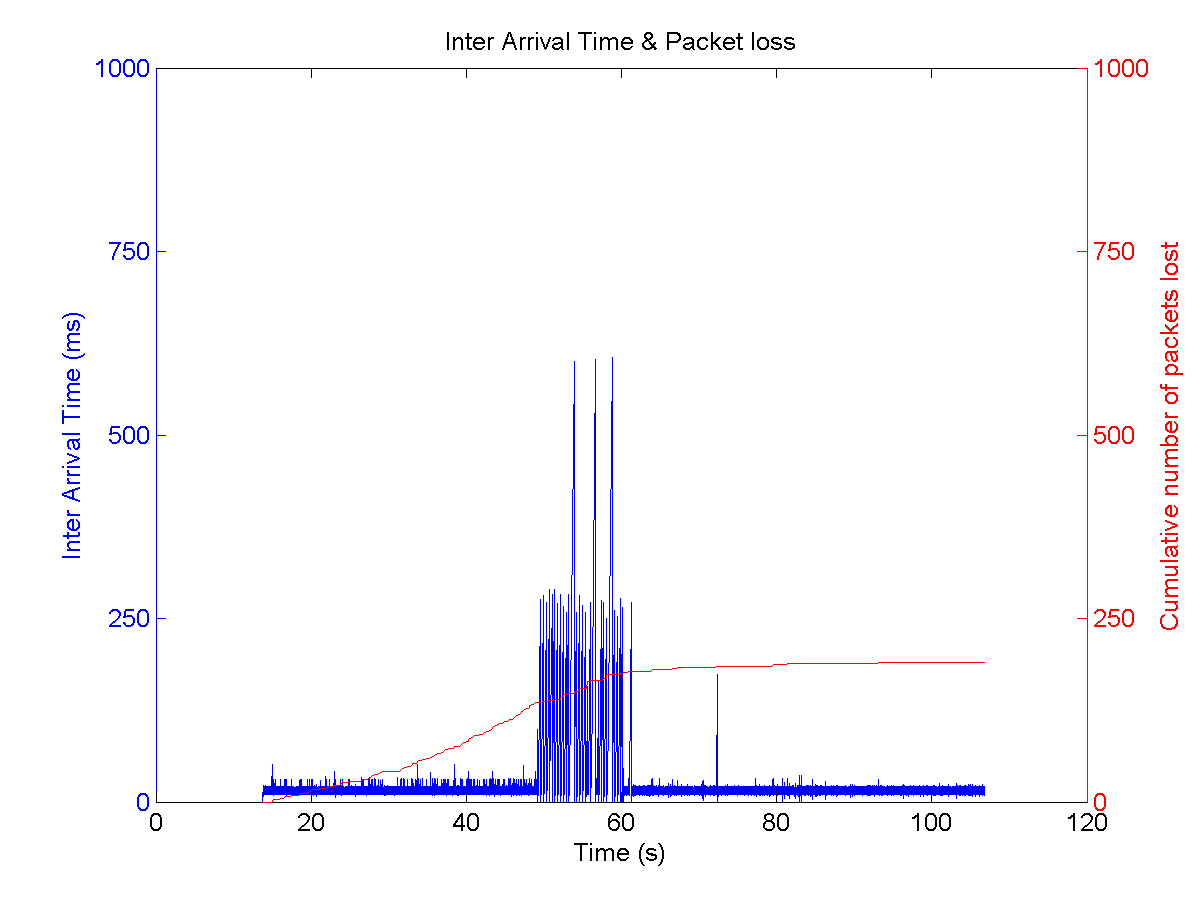 Inter Arrival Time & Packet loss
1000
750
500
250
0
Inter Arrival Time (ms)
1000
750
500
250
0
Cumulative number of packets lost
0 20 40 60 80 100 120
Time (s)